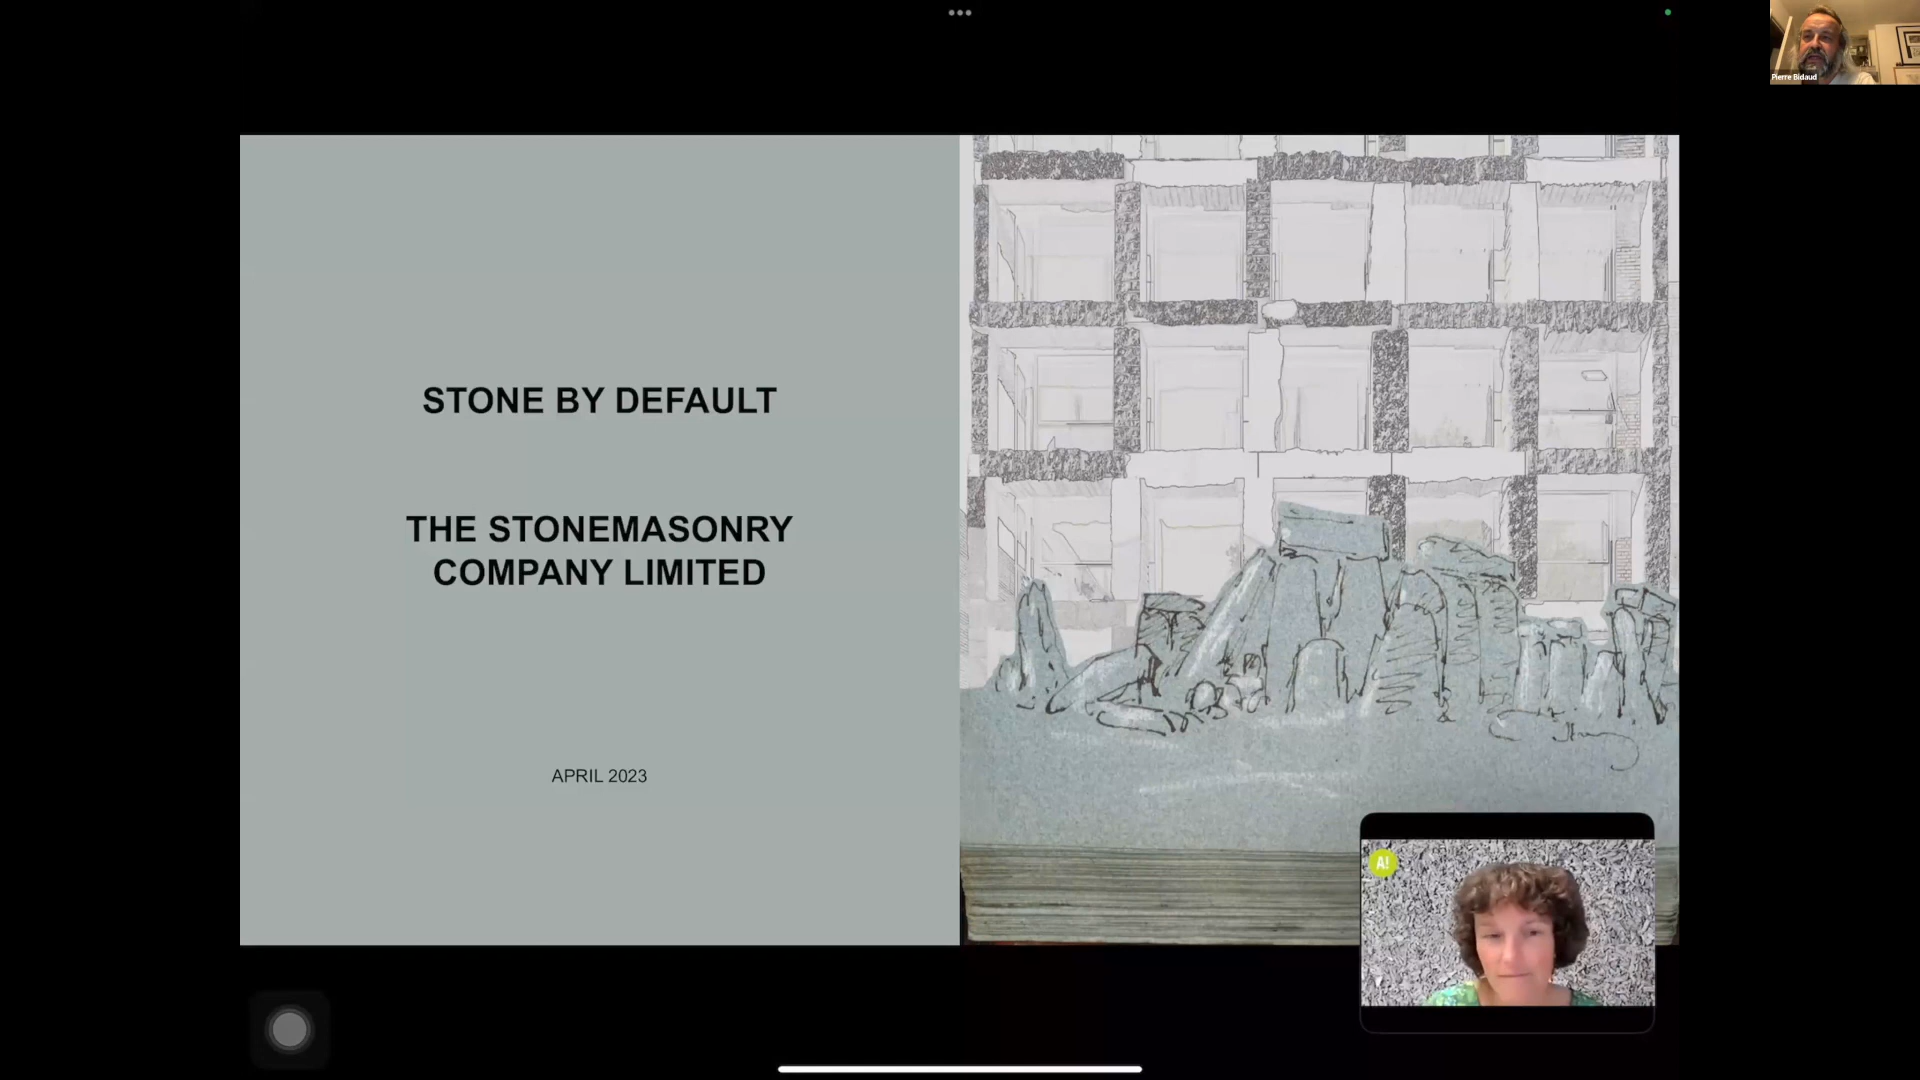 Pierre Bidaud
STONE BY DEFAULT
THE STONEMASONRY
COMPANY LIMITED
APRIL 2023
A!